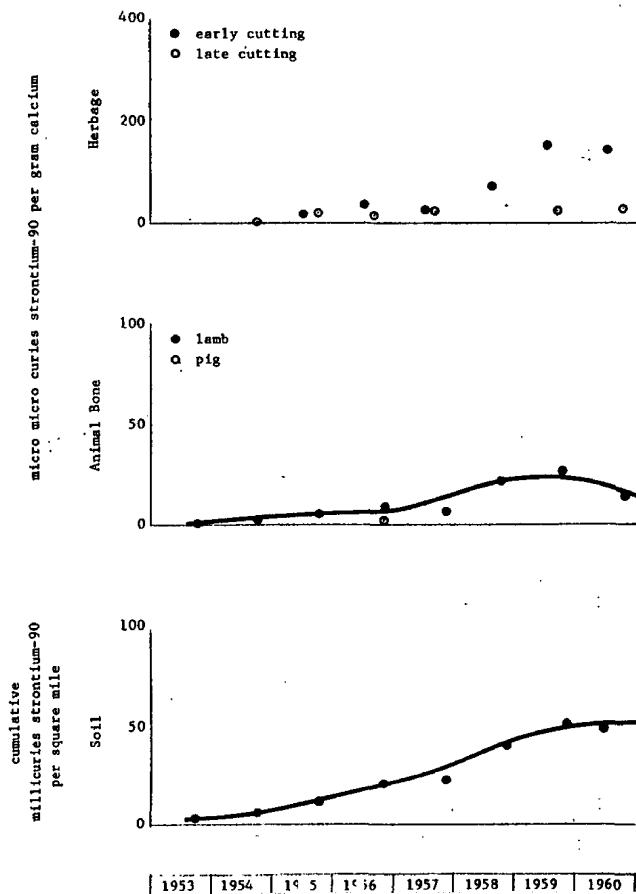 micro micro curies strontium-90 per gram calcium
Herbage
400
200
0
early cutting
late cutting
Animal Bone
100
50
0
lamb
pig
cumulative
millicuries strontium-90
per square mile
Soil
100
50
0
1953 1954 19 5 1957 1958 1959 1960